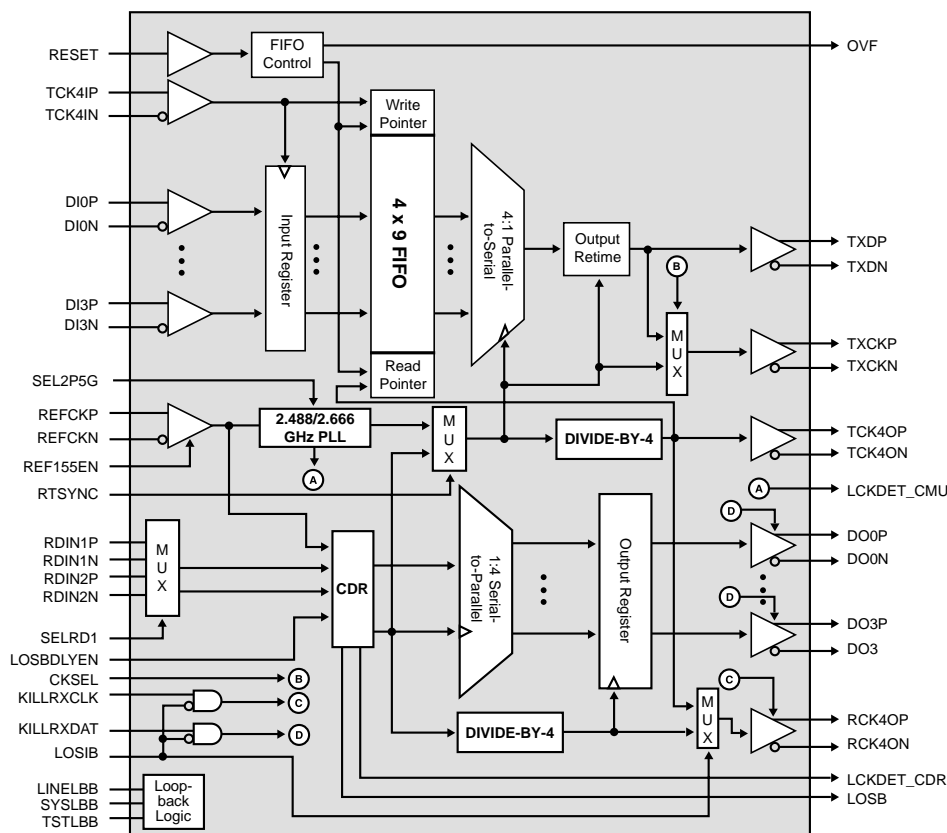 RESET
FIFO
Control
OVF
TCK4IP
TCK4IN
Write
Pointer
DI0P
DI0N
Input Register
4 x 9 FIFO
4:1 Parallel-
to-Serial
Output
Retime
B
TXDP
TXDN
DI3P
DI3N
MUX
TXCKP
TXCKN
Read
Pointer
SEL2P5G
REFCKP
REFCKN
2.488/2.666
GHz PLL
MUX
DIVIDE-BY-4
TCK4OP
TCK4ON
REF155EN
A
RTSYNC
A
LCKDET_CMU
D
RDIN1P
RDIN1N
RDIN2P
RDIN2N
MUX
CDR
1:4 Serial-
to-Parallel
Output Register
DO0P
DO0N
D
DO3P
DO3
SELRD1
LOSBDLYEN
CKSEL
B
KILLRXCLK
C
C
KILLRXDAT
D
LOSIB
DIVIDE-BY-4
MUX
RCK4OP
RCK4ON
LCKDET_CDR
LOSB
LINELBB
SYSLBB
TSTLBB
Loop-
back
Logic